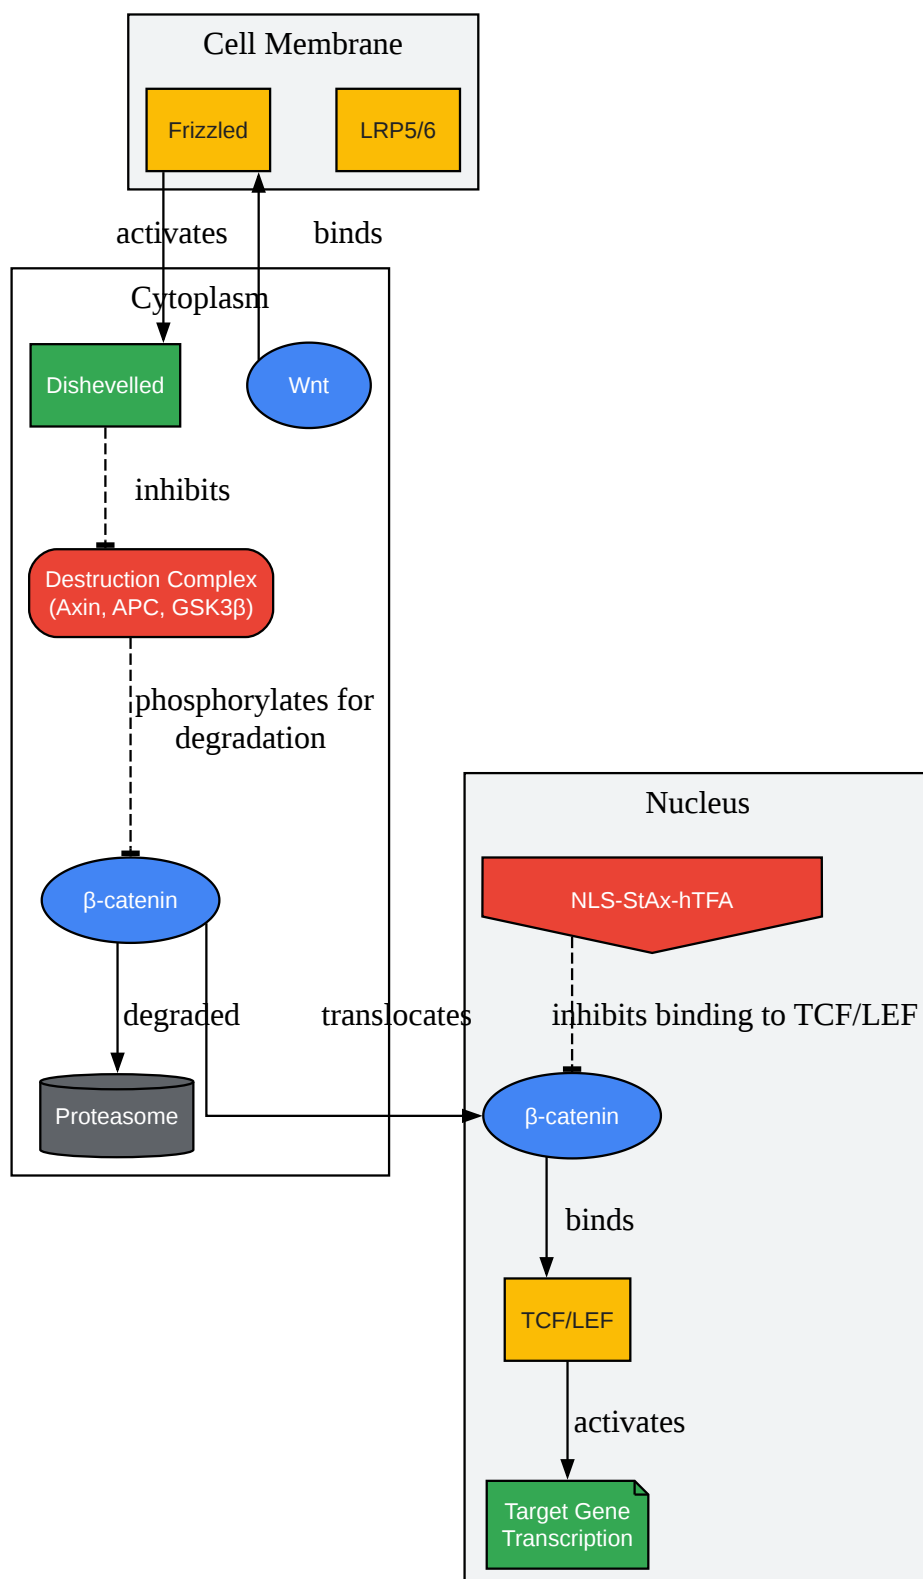 Cell Membrane
Frizzled
LRP5/6
activates
binds
Cytoplasm
Dishevelled
Wnt
inhibits
Destruction Complex
(Axin, APC, GSK3β)
phosphorylates for
degradation
Nucleus
β-catenin
NLS-StAx-hTFA
degraded
translocates
inhibits binding to TCF/LEF
Proteasome
β-catenin
binds
TCF/LEF
activates
Target Gene
Transcription